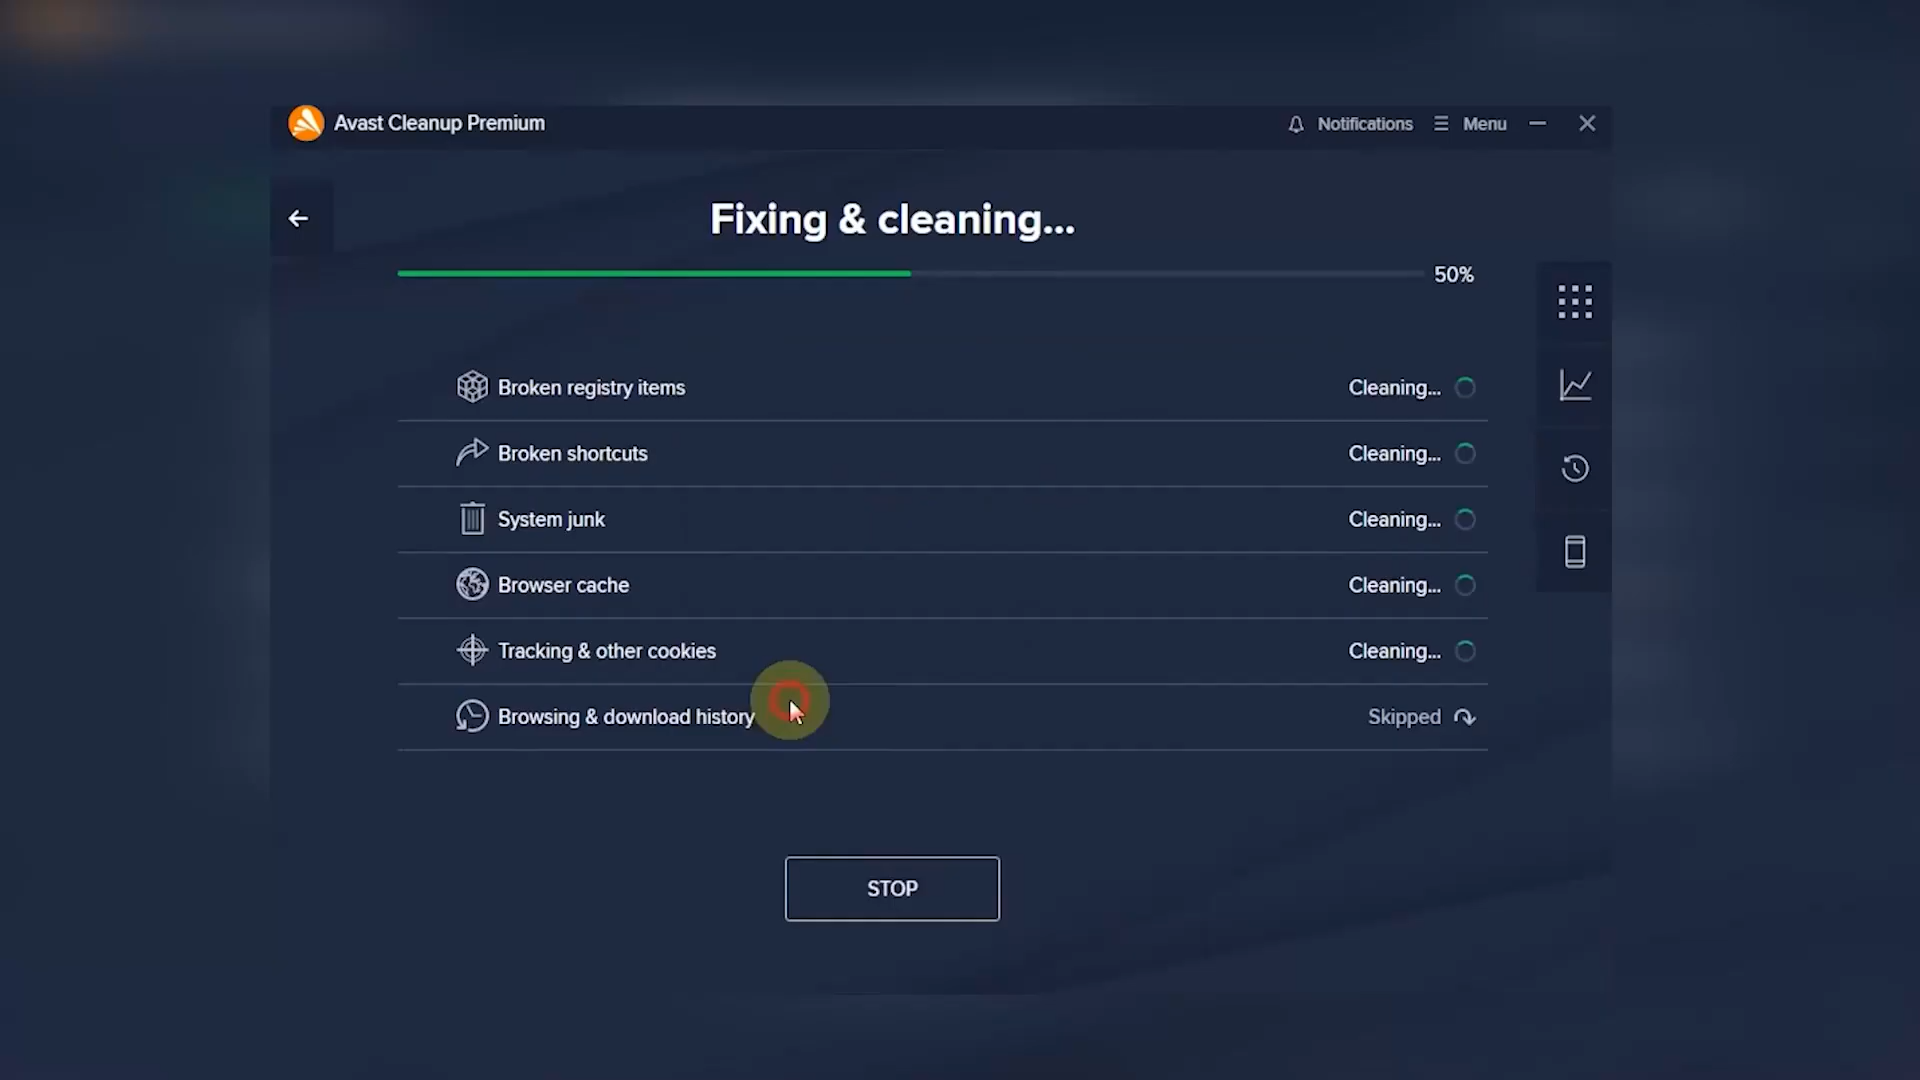 Avast Cleanup Premium
Notifications
Menu
Fixing & cleaning...
50%
Broken registry items
Cleaning...
Broken shortcuts
Cleaning...
System junk
Cleaning...
Browser cache
Cleaning...
Tracking & other cookies
Cleaning...
Browsing & download history
Skipped
STOP